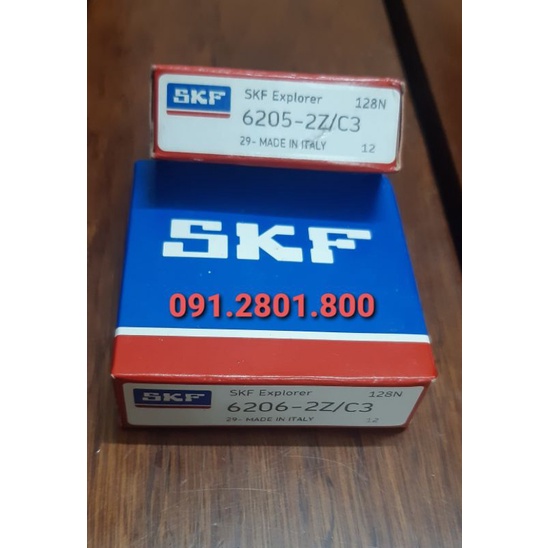 SKF
SKF Explorer
128N
6205-2Z/C3
29- MADE IN ITALY
12
SKF
091.2801.800
SKF
SKF Explorer
128N
6206-2Z/C3
29- MADE IN ITALY
12